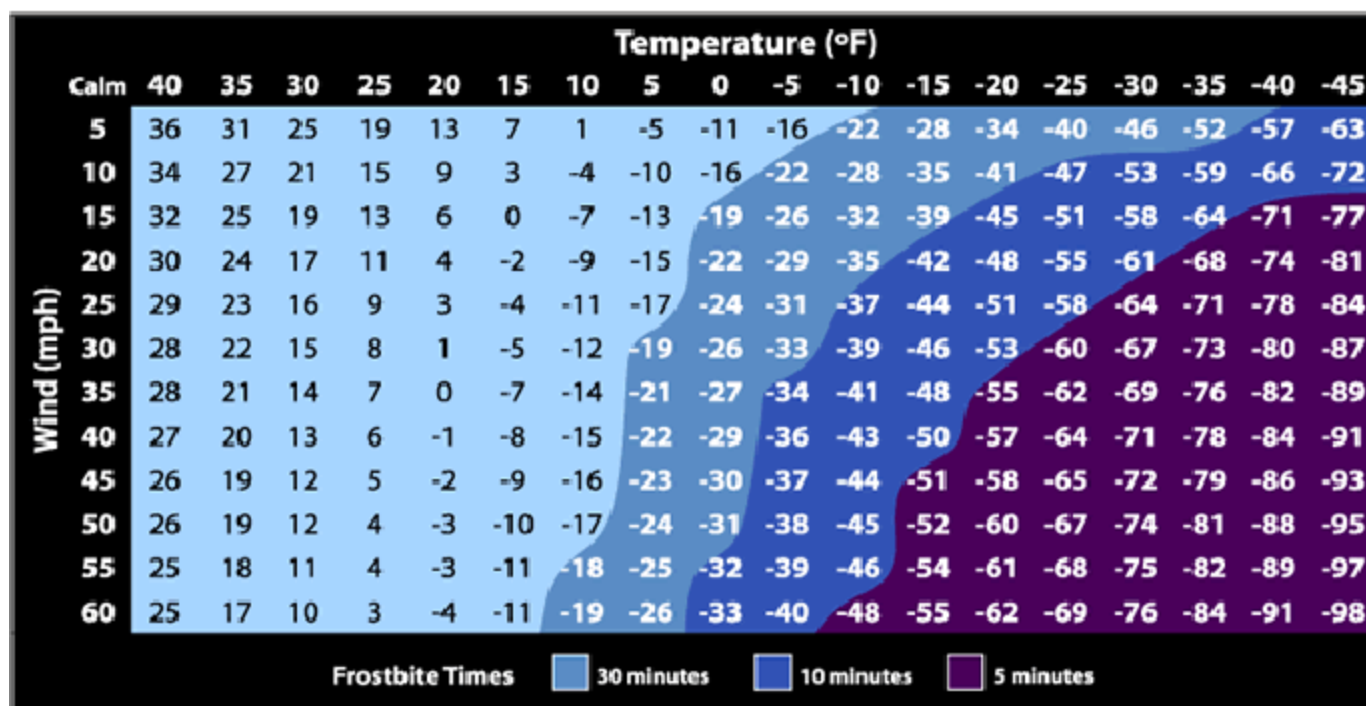 Temperature (°F)
Calm 40 35 30 25 20 15 10 5 0 -5 -10 -15 -20 -25 -30 -35 -40 -45
5 36 31 25 19 13 7 1 -5 -11 -16 -22 -28 -34 -40 -46 -52 -57 -63
10 34 27 21 15 9 3 -4 -10 -16 -22 -28 -35 -41 -47 -53 -59 -66 -72
15 32 25 19 13 6 0 -7 -13 -19 -26 -32 -39 -45 -51 -58 -64 -71 -77
20 30 24 17 11 4 -2 -9 -15 -22 -29 -35 -42 -48 -55 -61 -68 -74 -81
25 29 23 16 9 3 -4 -11 -17 -24 -31 -37 -44 -51 -58 -64 -71 -78 -84
30 28 22 15 8 1 -5 -12 -19 -26 -33 -39 -46 -53 -60 -67 -73 -80 -87
35 28 21 14 7 0 -7 -14 -21 -27 -34 -41 -48 -55 -62 -69 -76 -82 -89
40 27 20 13 6 -1 -8 -15 -22 -29 -36 -43 -50 -57 -64 -71 -78 -84 -91
45 26 19 12 5 -2 -9 -16 -23 -30 -37 -44 -51 -58 -65 -72 -79 -86 -93
50 26 19 12 4 -3 -10 -17 -24 -31 -38 -45 -52 -60 -67 -74 -81 -88 -95
55 25 18 11 4 -3 -11 -18 -25 -32 -39 -46 -54 -61 -68 -75 -82 -89 -97
60 25 17 10 3 -4 -11 -19 -26 -33 -40 -48 -55 -62 -69 -76 -84 -91 -98
Wind (mph)
Frostbite Times 30 minutes 10 minutes 5 minutes